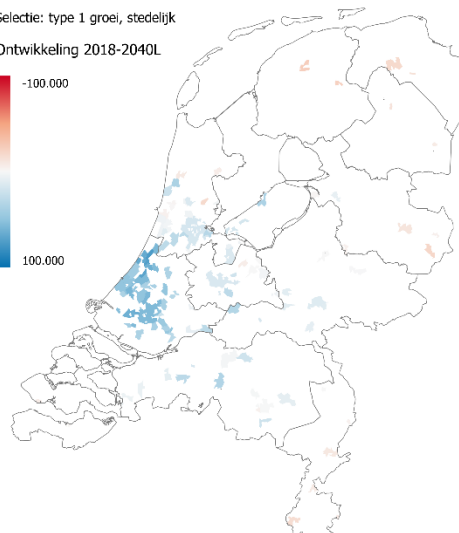 Selectie: type 1 groei, stedelijk
Ontwikkeling 2018-2040L
-100.000
100.000